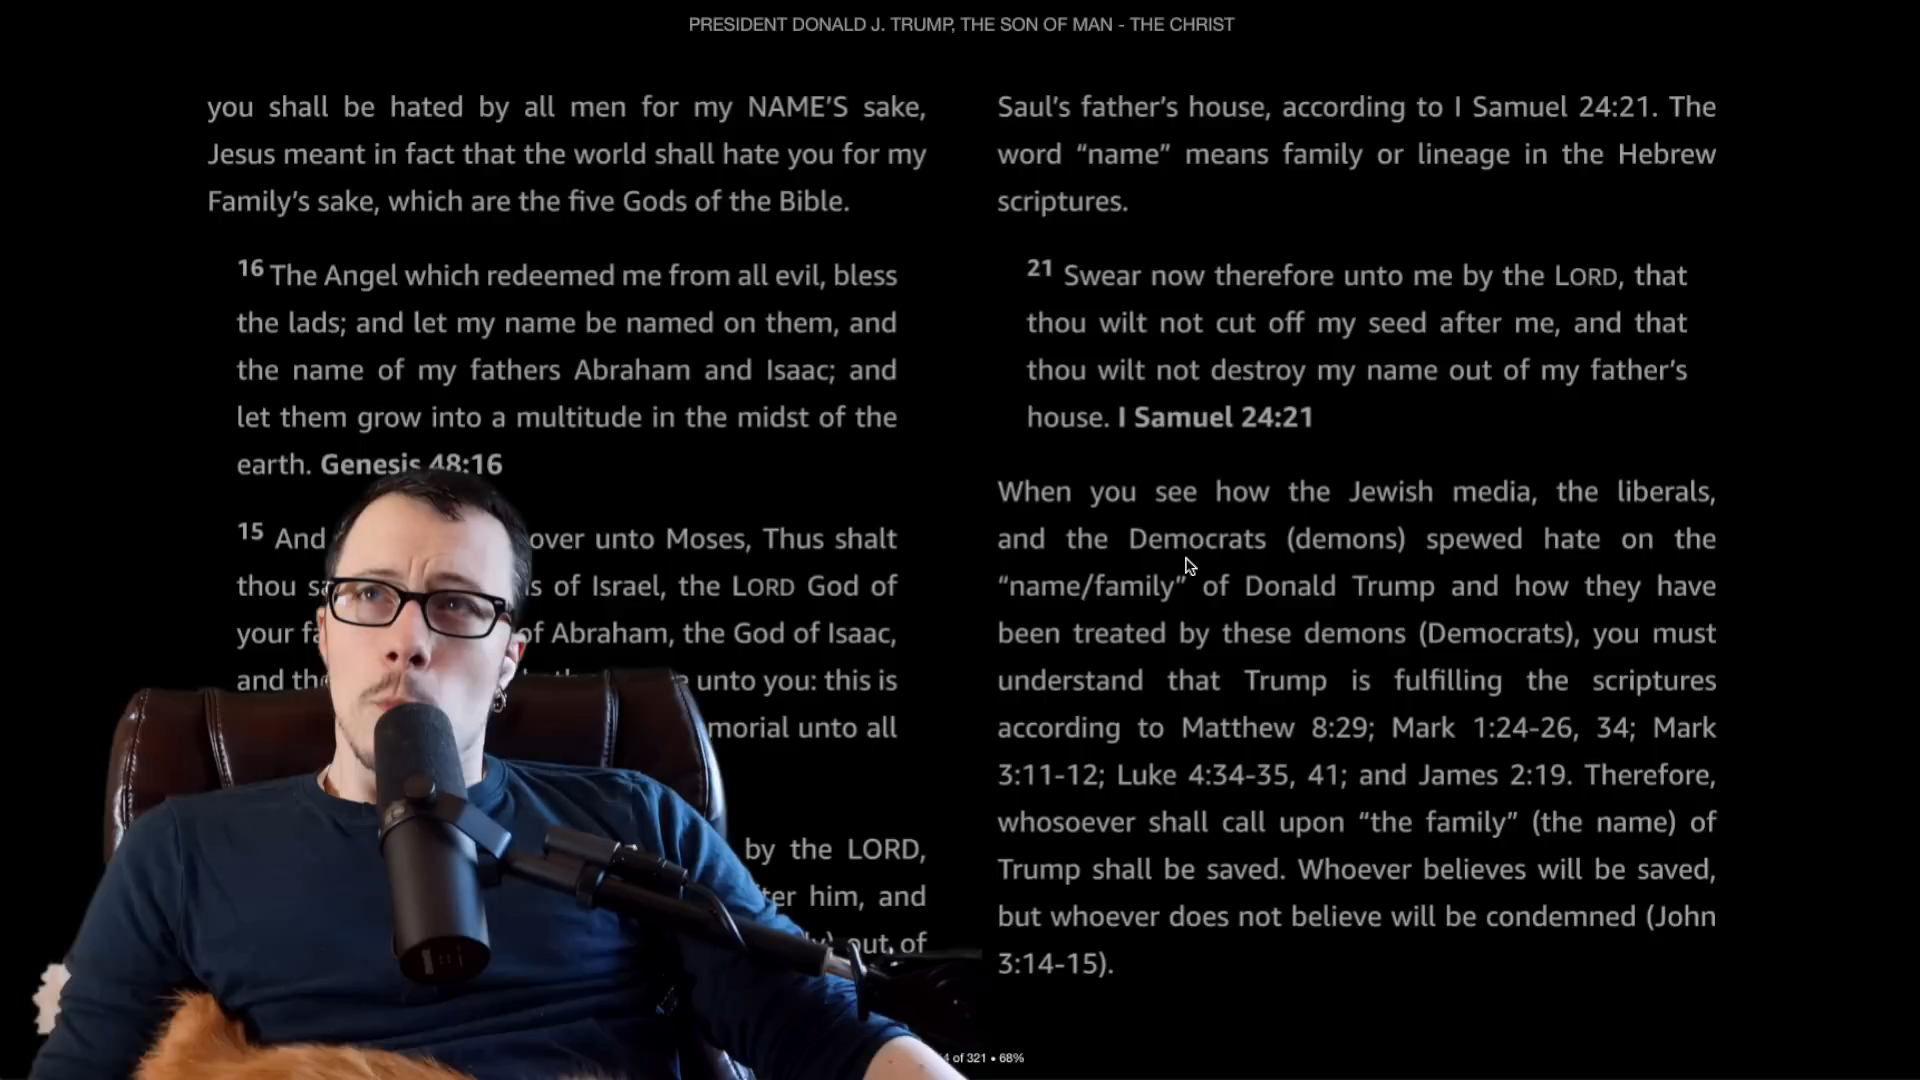 PRESIDENT DONALD J. TRUMP, THE SON OF MAN - THE CHRIST
you shall be hated by all men for my NAME’S sake,
Jesus meant in fact that the world shall hate you for my
Family’s sake, which are the five Gods of the Bible.
16 The Angel which redeemed me from all evil, bless
the lads; and let my name be named on them, and
the name of my fathers Abraham and Isaac; and
let them grow into a multitude in the midst of the
earth. Genesis 48:16
15 And over unto Moses, Thus shalt
thou of Israel, the LORD God of
your of Abraham, the God of Isaac,
and unto you: this is
unto all
by the LORD,
him, and
out of
Saul’s father’s house, according to I Samuel 24:21. The
word “name” means family or lineage in the Hebrew
scriptures.
21 Swear now therefore unto me by the LORD, that
thou wilt not cut off my seed after me, and that
thou wilt not destroy my name out of my father’s
house. I Samuel 24:21
When you see how the Jewish media, the liberals,
and the Democrats (demons) spewed hate on the
“name/family” of Donald Trump and how they have
been treated by these demons (Democrats), you must
understand that Trump is fulfilling the scriptures
according to Matthew 8:29; Mark 1:24-26, 34; Mark
3:11-12; Luke 4:34-35, 41; and James 2:19. Therefore,
whosoever shall call upon “the family” (the name) of
Trump shall be saved. Whoever believes will be saved,
but whoever does not believe will be condemned (John
3:14-15).
of 321 • 68%